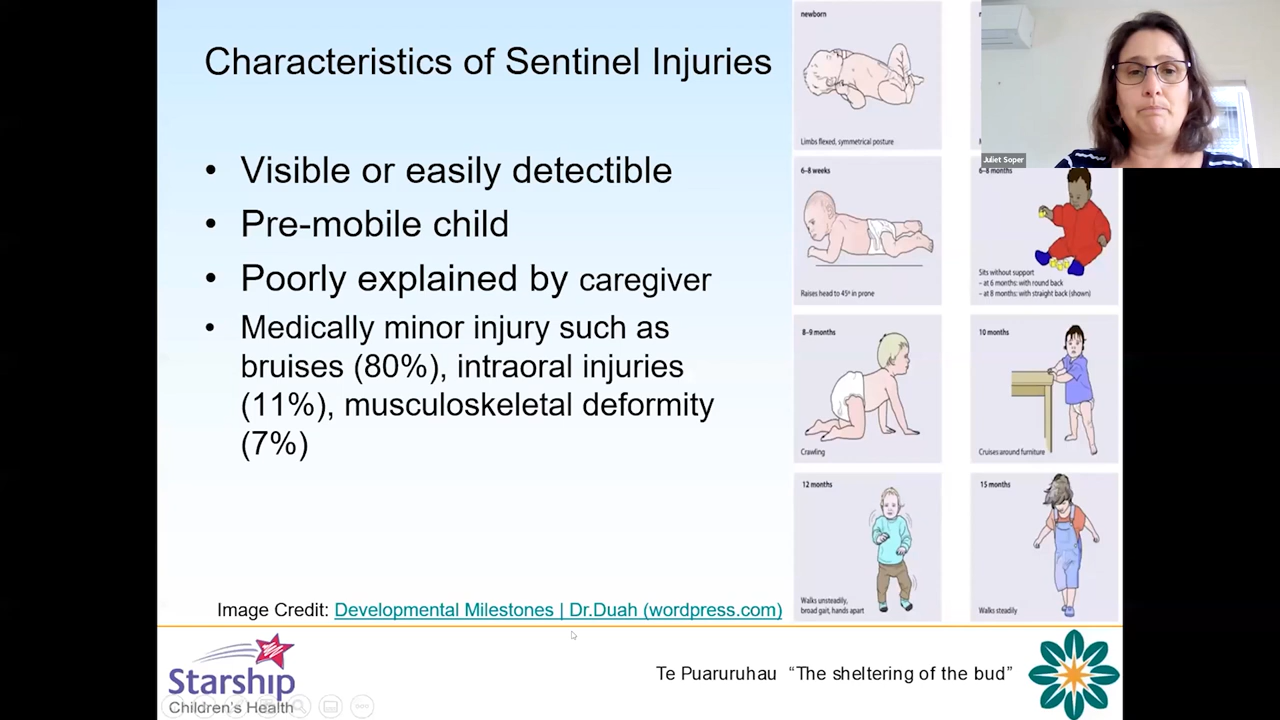 Characteristics of Sentinel Injuries
• Visible or easily detectible
• Pre-mobile child
• Poorly explained by caregiver
• Medically minor injury such as
bruises (80%), intraoral injuries
(11%), musculoskeletal deformity
(7%)
Image Credit: Developmental Milestones | Dr.Duah (wordpress.com)
newborn
Limbs flexed, symmetrical posture
Juliet Soper
6–8 weeks
Raises head to 45º in prone
6–8 months
Sits without support
– at 6 months: with round back
– at 8 months: with straight back (shown)
8–9 months
Crawling
10 months
Cruises around furniture
12 months
Walks unsteadily,
broad gait, hands apart
15 months
Walks steadily
Starship
Children's Health
Te Puaruruhau “The sheltering of the bud”